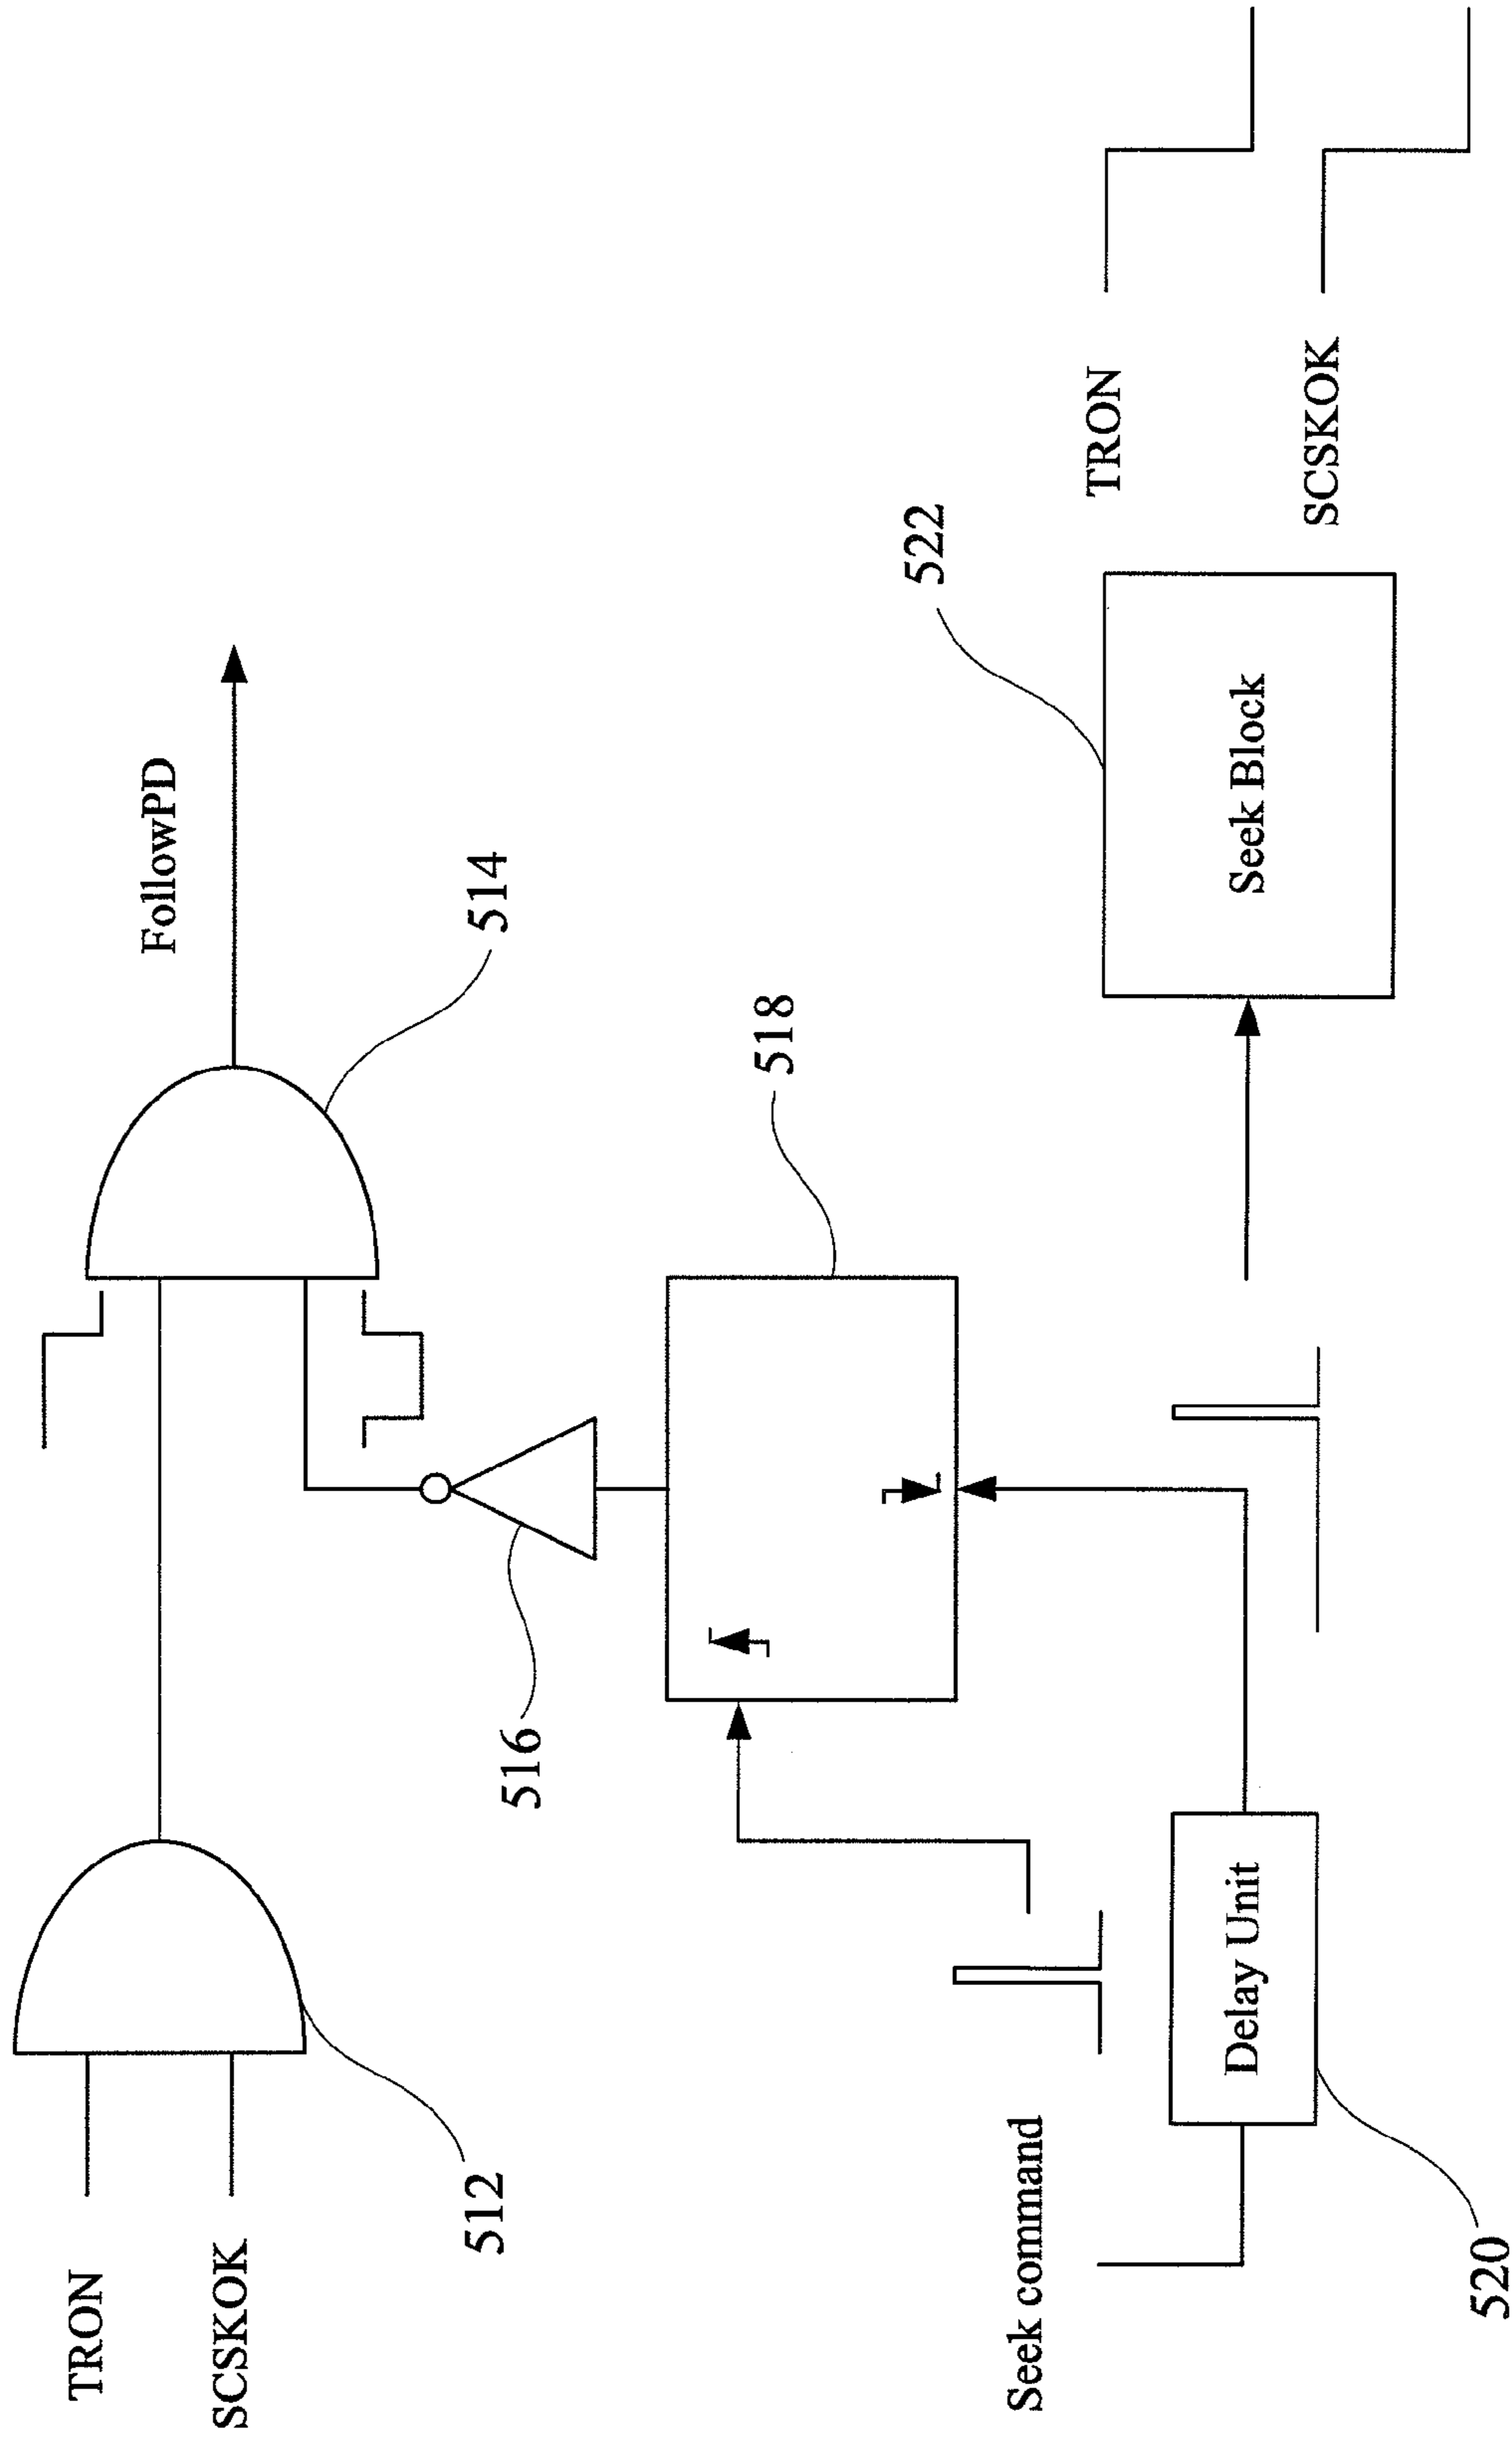 TRON
SCSKOK
512
FollowPD
514
516
518
Seek command
Delay Unit
520
522
Seek Block
TRON
SCSKOK